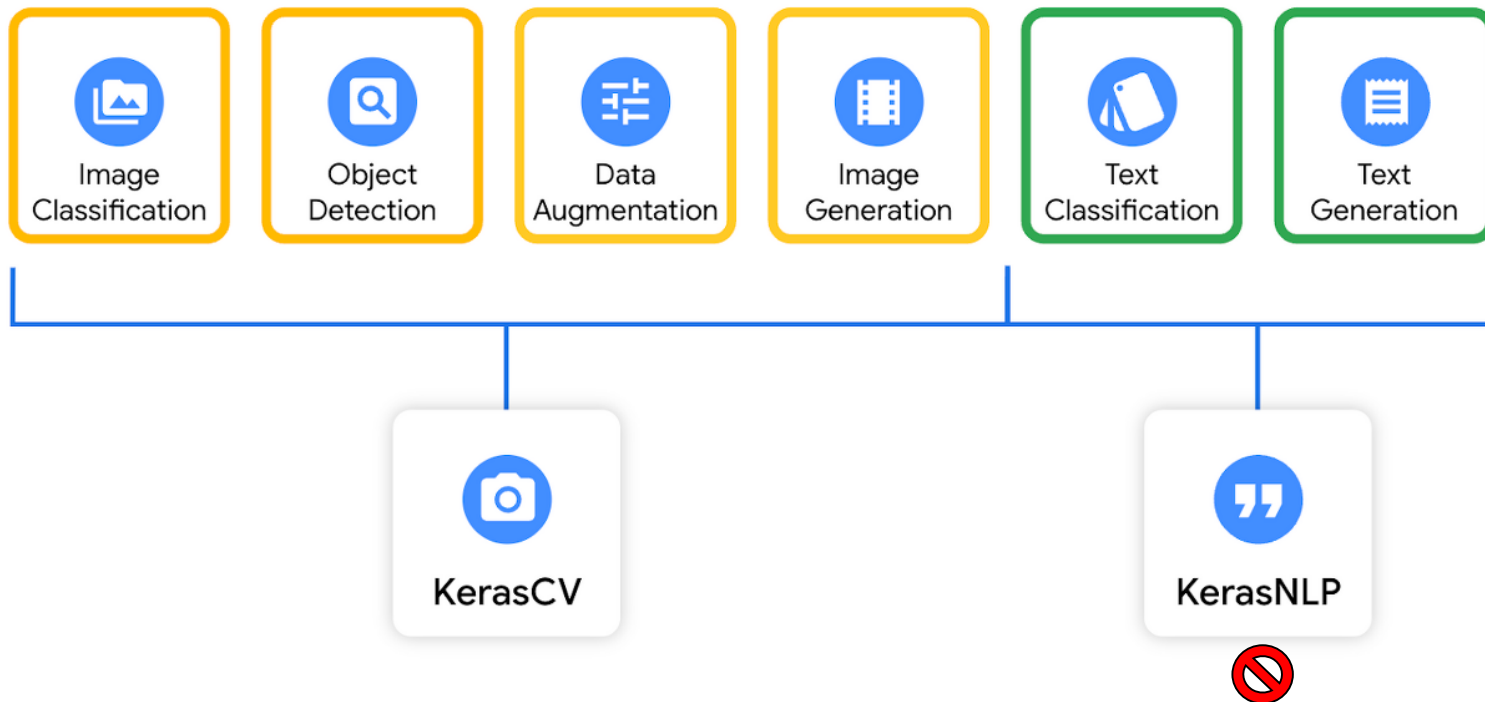 Image
Classification
Object
Detection
Data
Augmentation
Image
Generation
Text
Classification
Text
Generation
KerasCV
KerasNLP